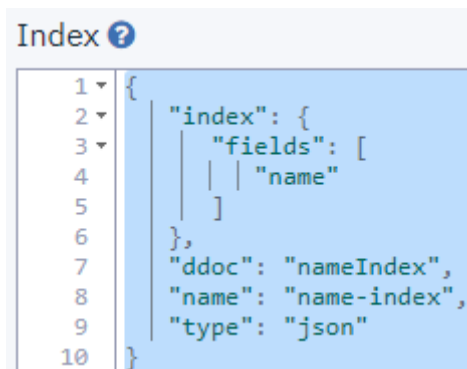 Index ?
1 {
2 "index": {
3 "fields": [
4 "name"
5 ]
6 },
7 "ddoc": "nameIndex",
8 "name": "name-index",
9 "type": "json"
10 }